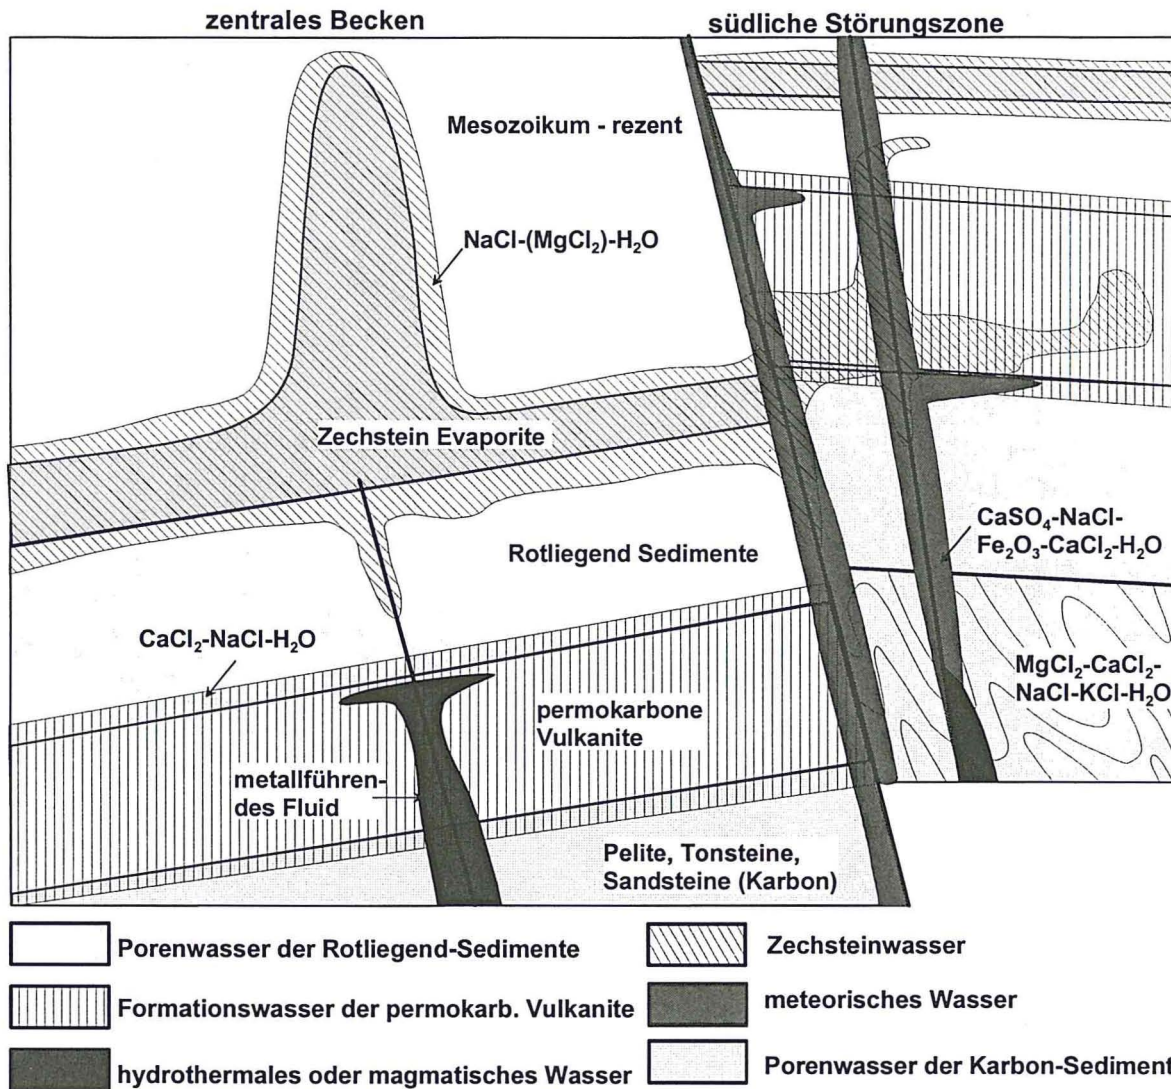 zentrales Becken
südliche Störungszone
Mesozoikum - rezent
NaCl-(MgCl₂)-H₂O
Zechstein Evaporite
CaSO₄-NaCl-
Fe₂O₃-CaCl₂-H₂O
Rotliegend Sedimente
CaCl₂-NaCl-H₂O
MgCl₂-CaCl₂-
NaCl-KCl-H₂O
permokarbone
Vulkanite
metallführen-
des Fluid
Pelite, Tonsteine,
Sandsteine (Karbon)
Porenwasser der Rotliegend-Sedimente
Zechsteinwasser
Formationswasser der permokarb. Vulkanite
meteorisches Wasser
hydrothermales oder magmatisches Wasser
Porenwasser der Karbon-Sediment